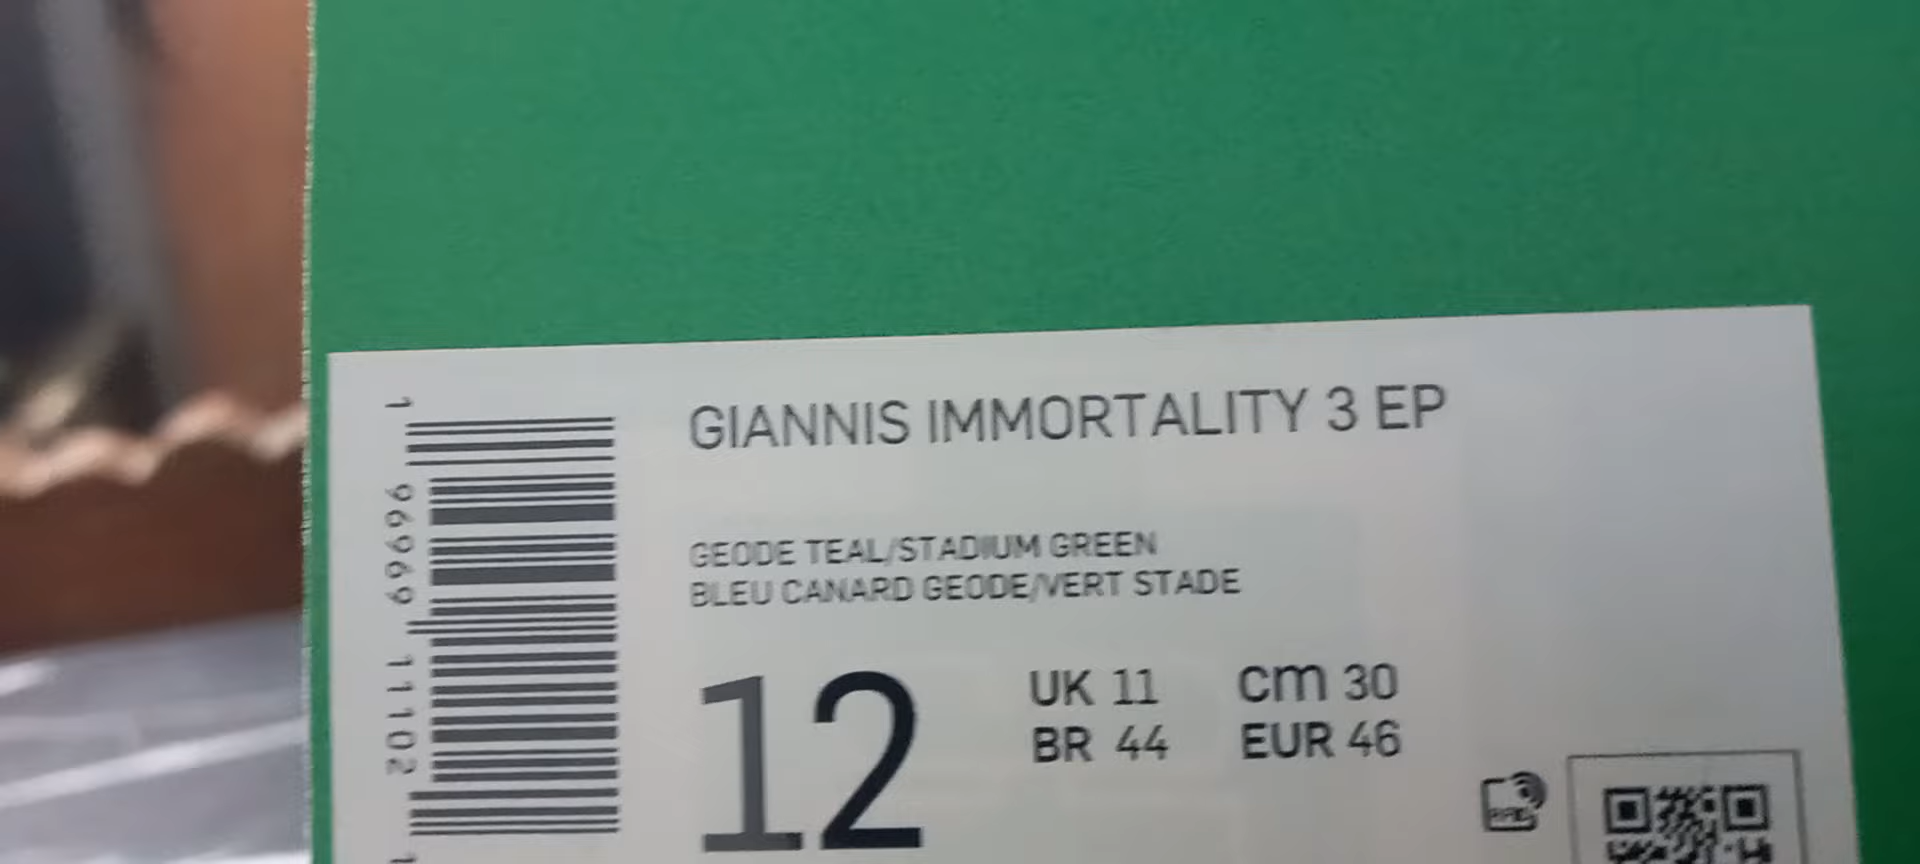 GIANNIS IMMORTALITY 3 EP
GEODE TEAL/STADIUM GREEN
BLEU CANARD GEODE/VERT STADE
12
UK 11 cm 30
BR 44 EUR 46
1 96969 11102 1